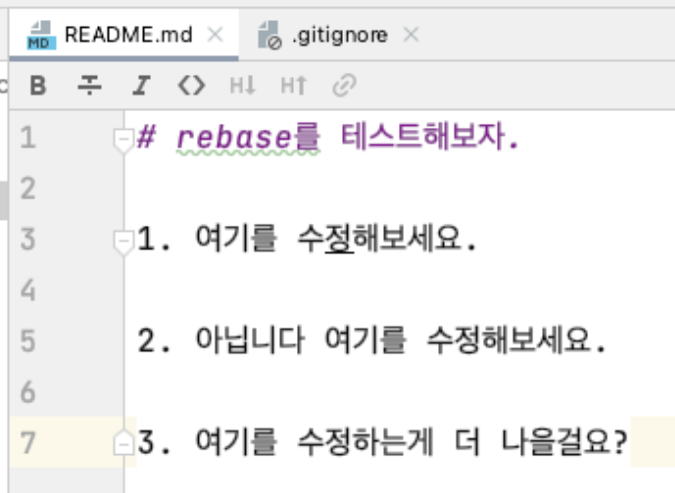 MD README.md × .gitignore ×
B T I <> H↓ H↑
1 # rebase를 테스트해보자.
2
3 1. 여기를 수정해보세요.
4
5 2. 아닙니다 여기를 수정해보세요.
6
7 3. 여기를 수정하는게 더 나을걸요?